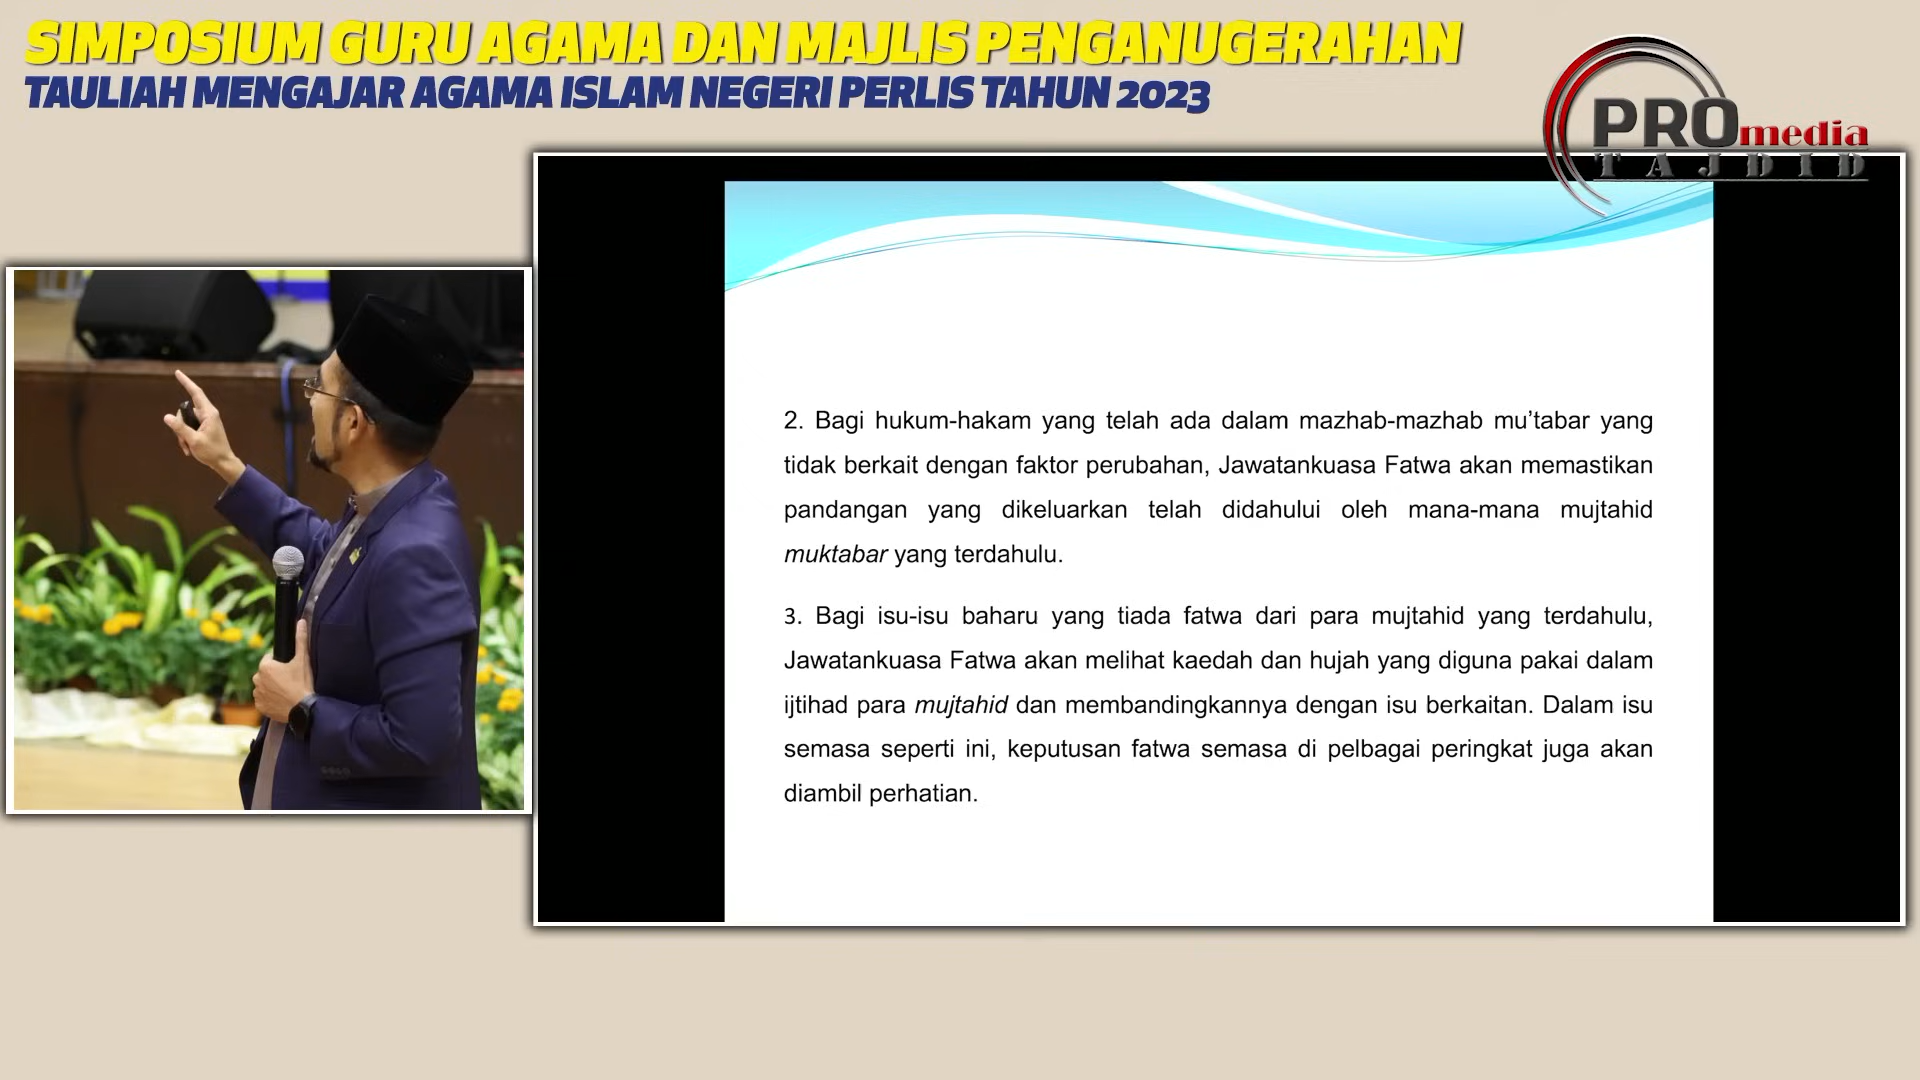 SIMPOSIUM GURU AGAMA DAN MAJLIS PENGANUGERAHAN
TAULIAH MENGAJAR AGAMA ISLAM NEGERI PERLIS TAHUN 2023
PROmedia
TAJDID
2. Bagi hukum-hakam yang telah ada dalam mazhab-mazhab mu’tabar yang
tidak berkait dengan faktor perubahan, Jawatankuasa Fatwa akan memastikan
pandangan yang dikeluarkan telah didahului oleh mana-mana mujtahid
muktabar yang terdahulu.
3. Bagi isu-isu baharu yang tiada fatwa dari para mujtahid yang terdahulu,
Jawatankuasa Fatwa akan melihat kaedah dan hujah yang diguna pakai dalam
ijtihad para mujtahid dan membandingkannya dengan isu berkaitan. Dalam isu
semasa seperti ini, keputusan fatwa semasa di pelbagai peringkat juga akan
diambil perhatian.